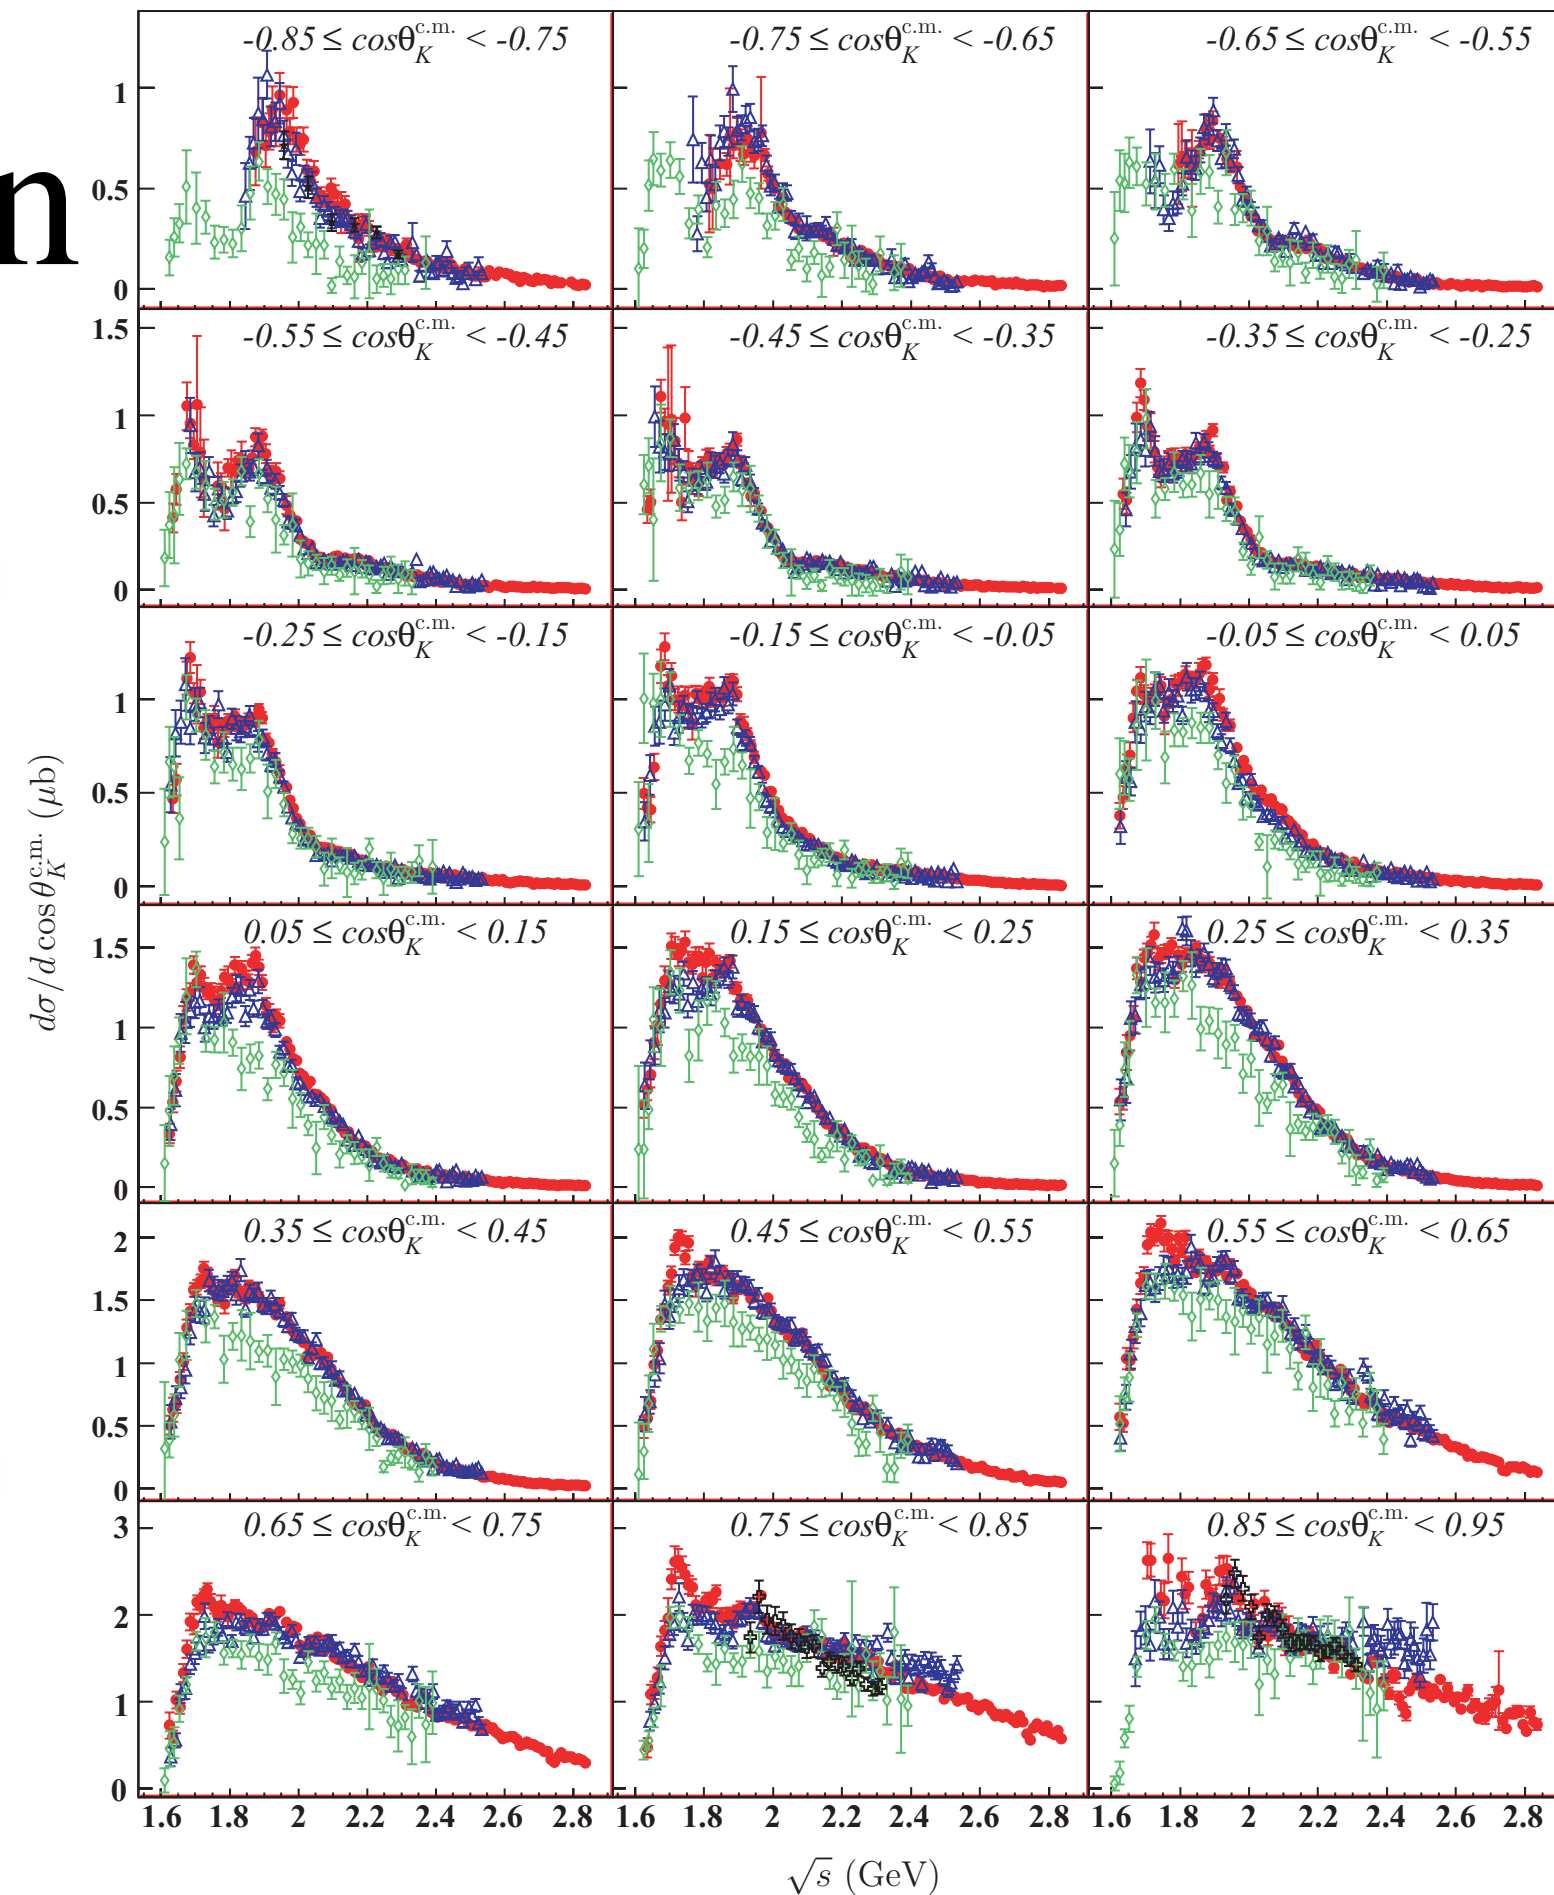 -0.85 ≤ cosθ_K^c.m. < -0.75
-0.75 ≤ cosθ_K^c.m. < -0.65
-0.65 ≤ cosθ_K^c.m. < -0.55
1
0.5
0
n
-0.55 ≤ cosθ_K^c.m. < -0.45
-0.45 ≤ cosθ_K^c.m. < -0.35
-0.35 ≤ cosθ_K^c.m. < -0.25
1.5
1
0.5
0
-0.25 ≤ cosθ_K^c.m. < -0.15
-0.15 ≤ cosθ_K^c.m. < -0.05
-0.05 ≤ cosθ_K^c.m. < 0.05
1
0.5
0
dσ/d cos θ_K^c.m. (μb)
0.05 ≤ cosθ_K^c.m. < 0.15
0.15 ≤ cosθ_K^c.m. < 0.25
0.25 ≤ cosθ_K^c.m. < 0.35
1.5
1
0.5
0
0.35 ≤ cosθ_K^c.m. < 0.45
0.45 ≤ cosθ_K^c.m. < 0.55
0.55 ≤ cosθ_K^c.m. < 0.65
2
1.5
1
0.5
0
0.65 ≤ cosθ_K^c.m. < 0.75
0.75 ≤ cosθ_K^c.m. < 0.85
0.85 ≤ cosθ_K^c.m. < 0.95
3
2
1
0
1.6 1.8 2 2.2 2.4 2.6 2.8 1.6 1.8 2 2.2 2.4 2.6 2.8 1.6 1.8 2 2.2 2.4 2.6 2.8
√s (GeV)